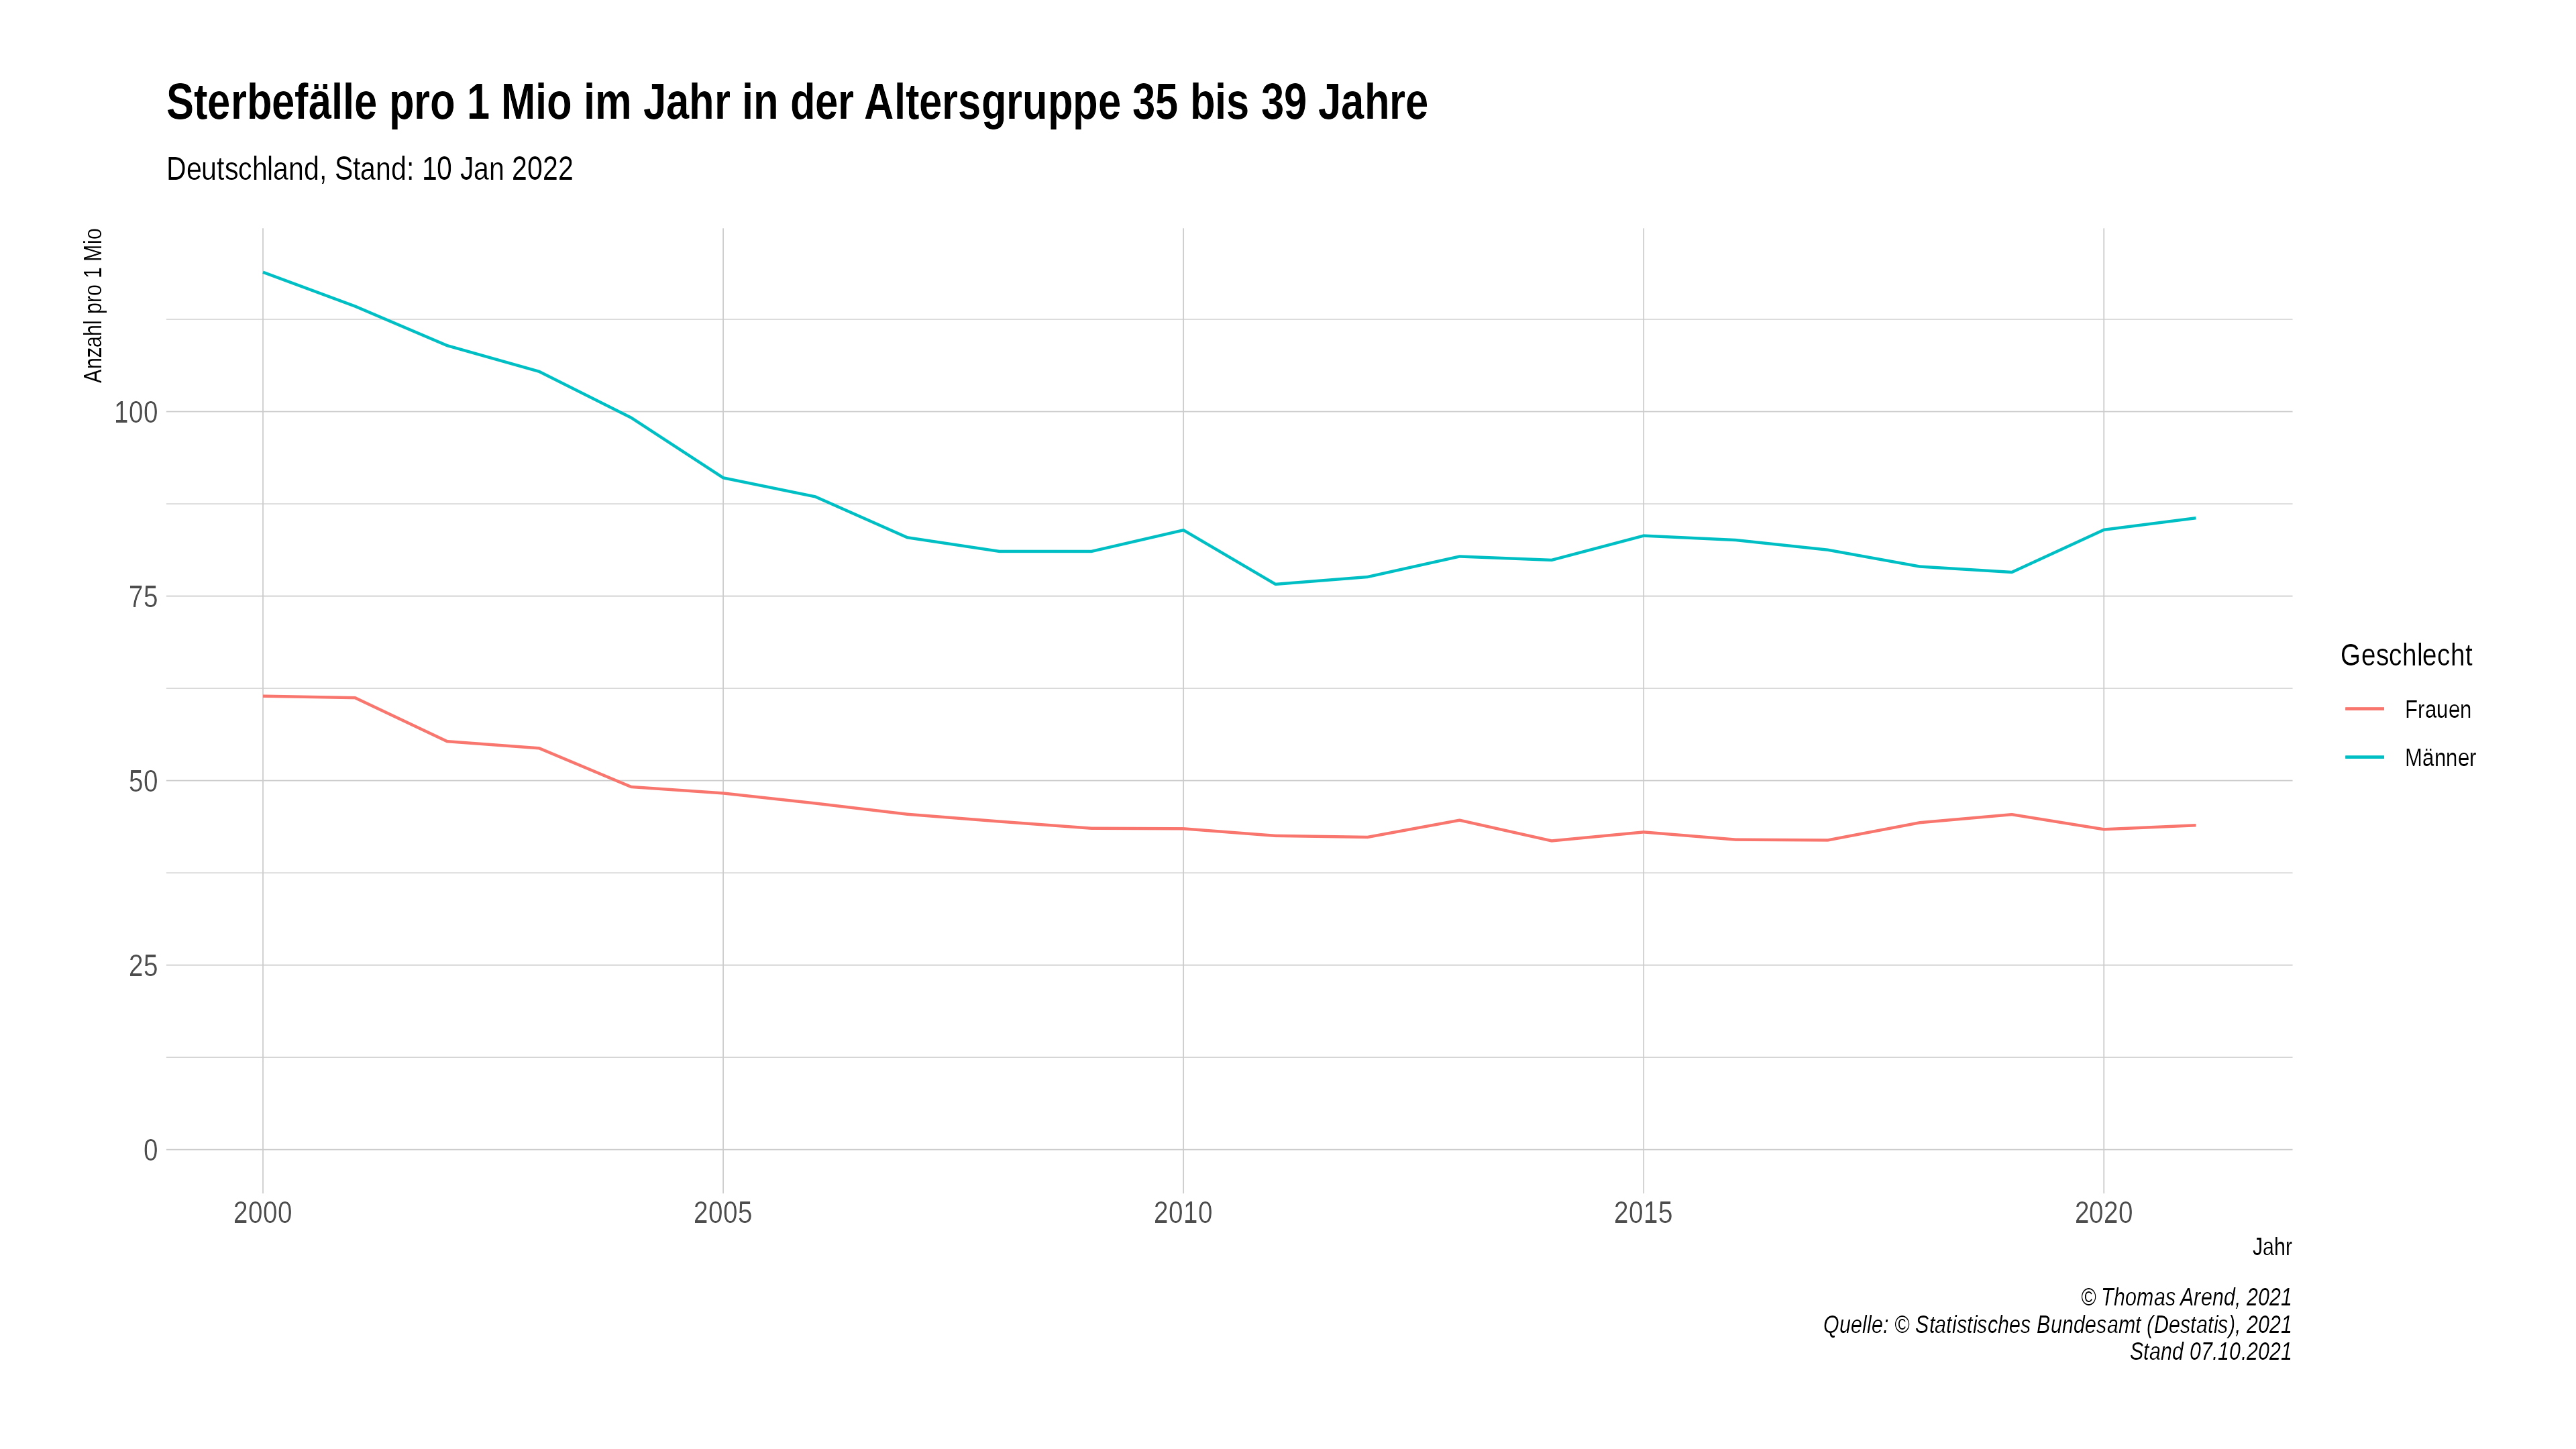 Sterbefälle pro 1 Mio im Jahr in der Altersgruppe 35 bis 39 Jahre
Deutschland, Stand: 10 Jan 2022
Anzahl pro 1 Mio
100
75
50
25
0
2000
2005
2010
2015
2020
Jahr
Geschlecht
Frauen
Männer
© Thomas Arend, 2021
Quelle: © Statistisches Bundesamt (Destatis), 2021
Stand 07.10.2021